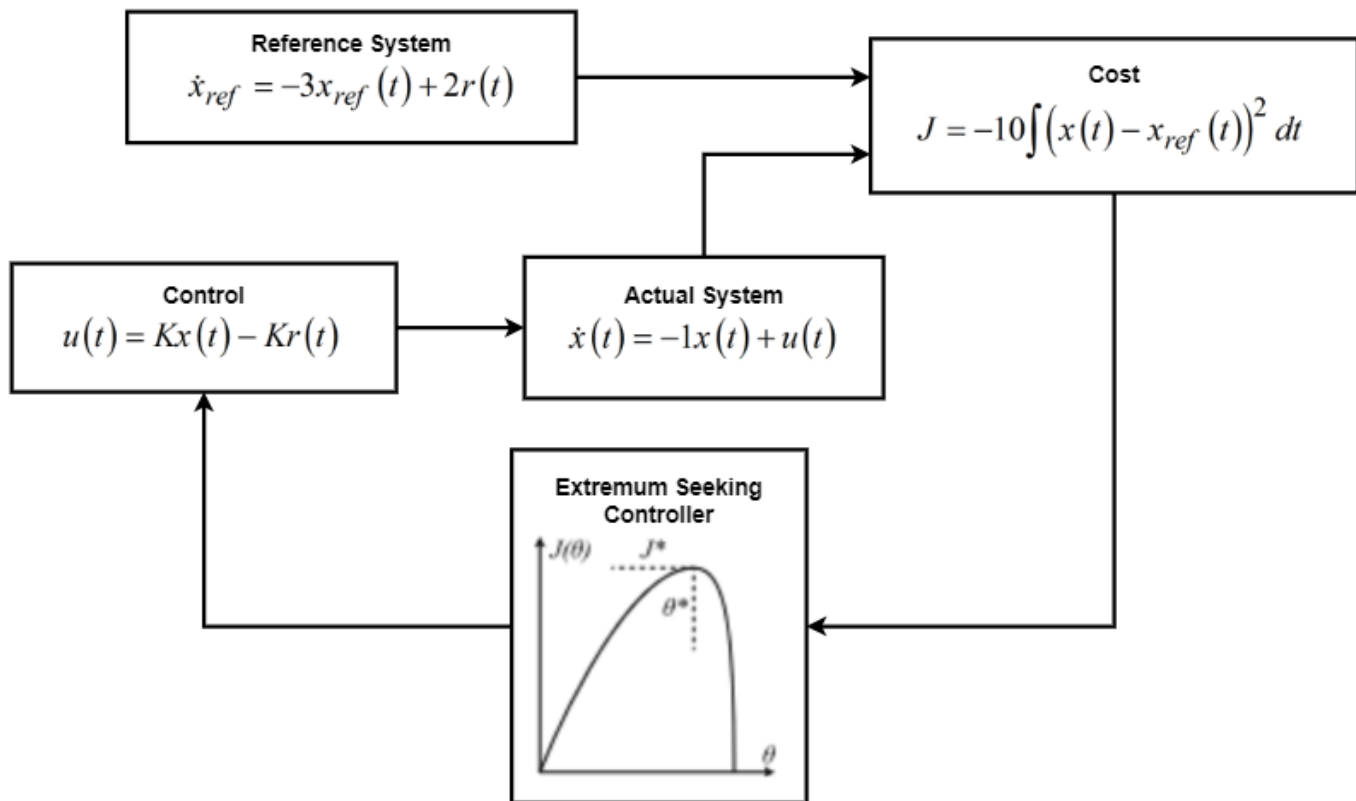 Reference System
ẋ_ref = −3x_ref(t) + 2r(t)
Cost
J = −10∫(x(t) − x_ref(t))² dt
Control
u(t) = Kx(t) − Kr(t)
Actual System
ẋ(t) = −1x(t) + u(t)
Extremum Seeking
Controller
J(θ)
J*
θ*
θ